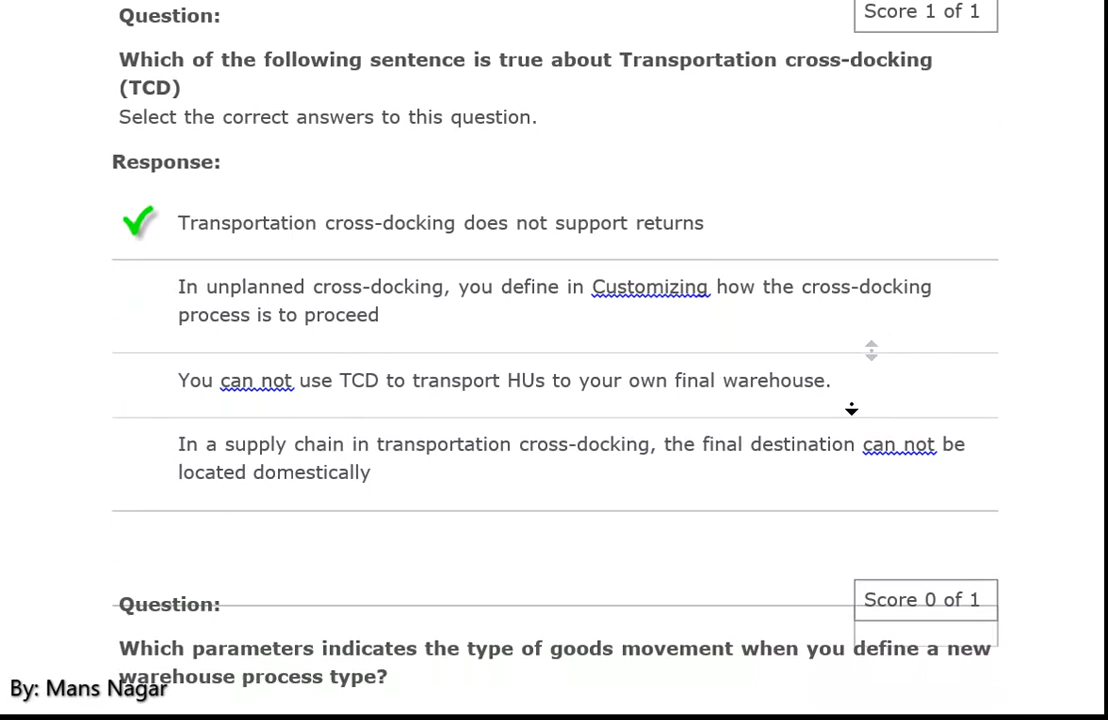 Question:
Score 1 of 1
Which of the following sentence is true about Transportation cross-docking
(TCD)
Select the correct answers to this question.
Response:
Transportation cross-docking does not support returns
In unplanned cross-docking, you define in Customizing how the cross-docking
process is to proceed
You can not use TCD to transport HUs to your own final warehouse.
In a supply chain in transportation cross-docking, the final destination can not be
located domestically
Question:
Score 0 of 1
Which parameters indicates the type of goods movement when you define a new
warehouse process type?
By: Mans Nagar